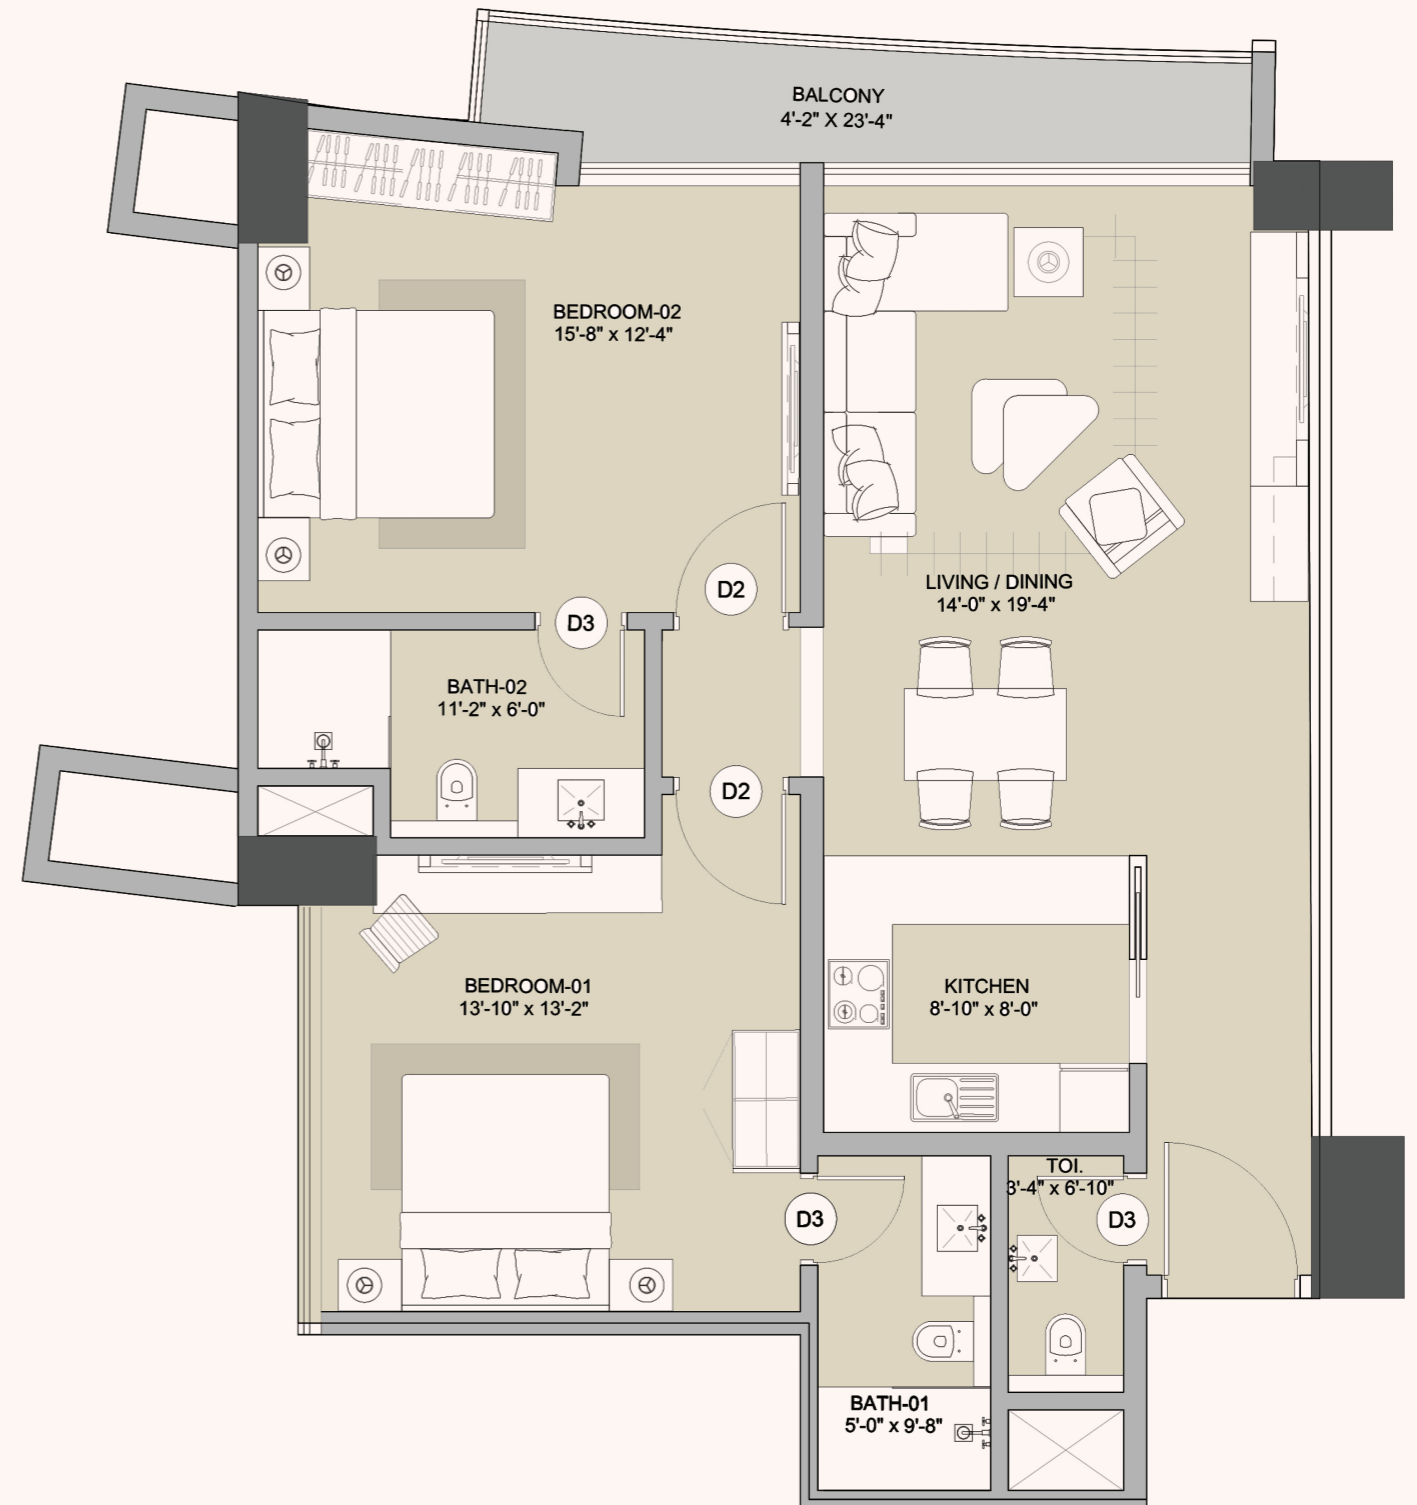 BALCONY
4'-2" X 23'-4"
BEDROOM-02
15'-8" x 12'-4"
D2
D3
LIVING / DINING
14'-0" x 19'-4"
BATH-02
11'-2" x 6'-0"
D2
BEDROOM-01
13'-10" x 13'-2"
KITCHEN
8'-10" x 8'-0"
TOI.
3'-4" x 6'-10"
D3
D3
BATH-01
5'-0" x 9'-8"